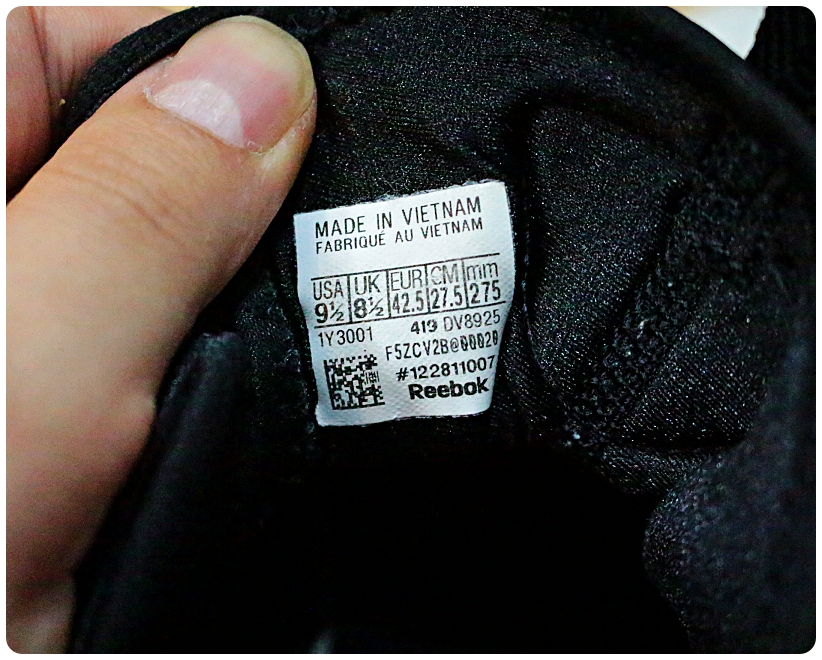 MADE IN VIETNAM
FABRIQUÉ AU VIETNAM
USA UK EUR CM mm
9½ 8½ 42.5 27.5 275
1Y3001 419 DV8925
F5ZCV2B@00020
#122811007
Reebok